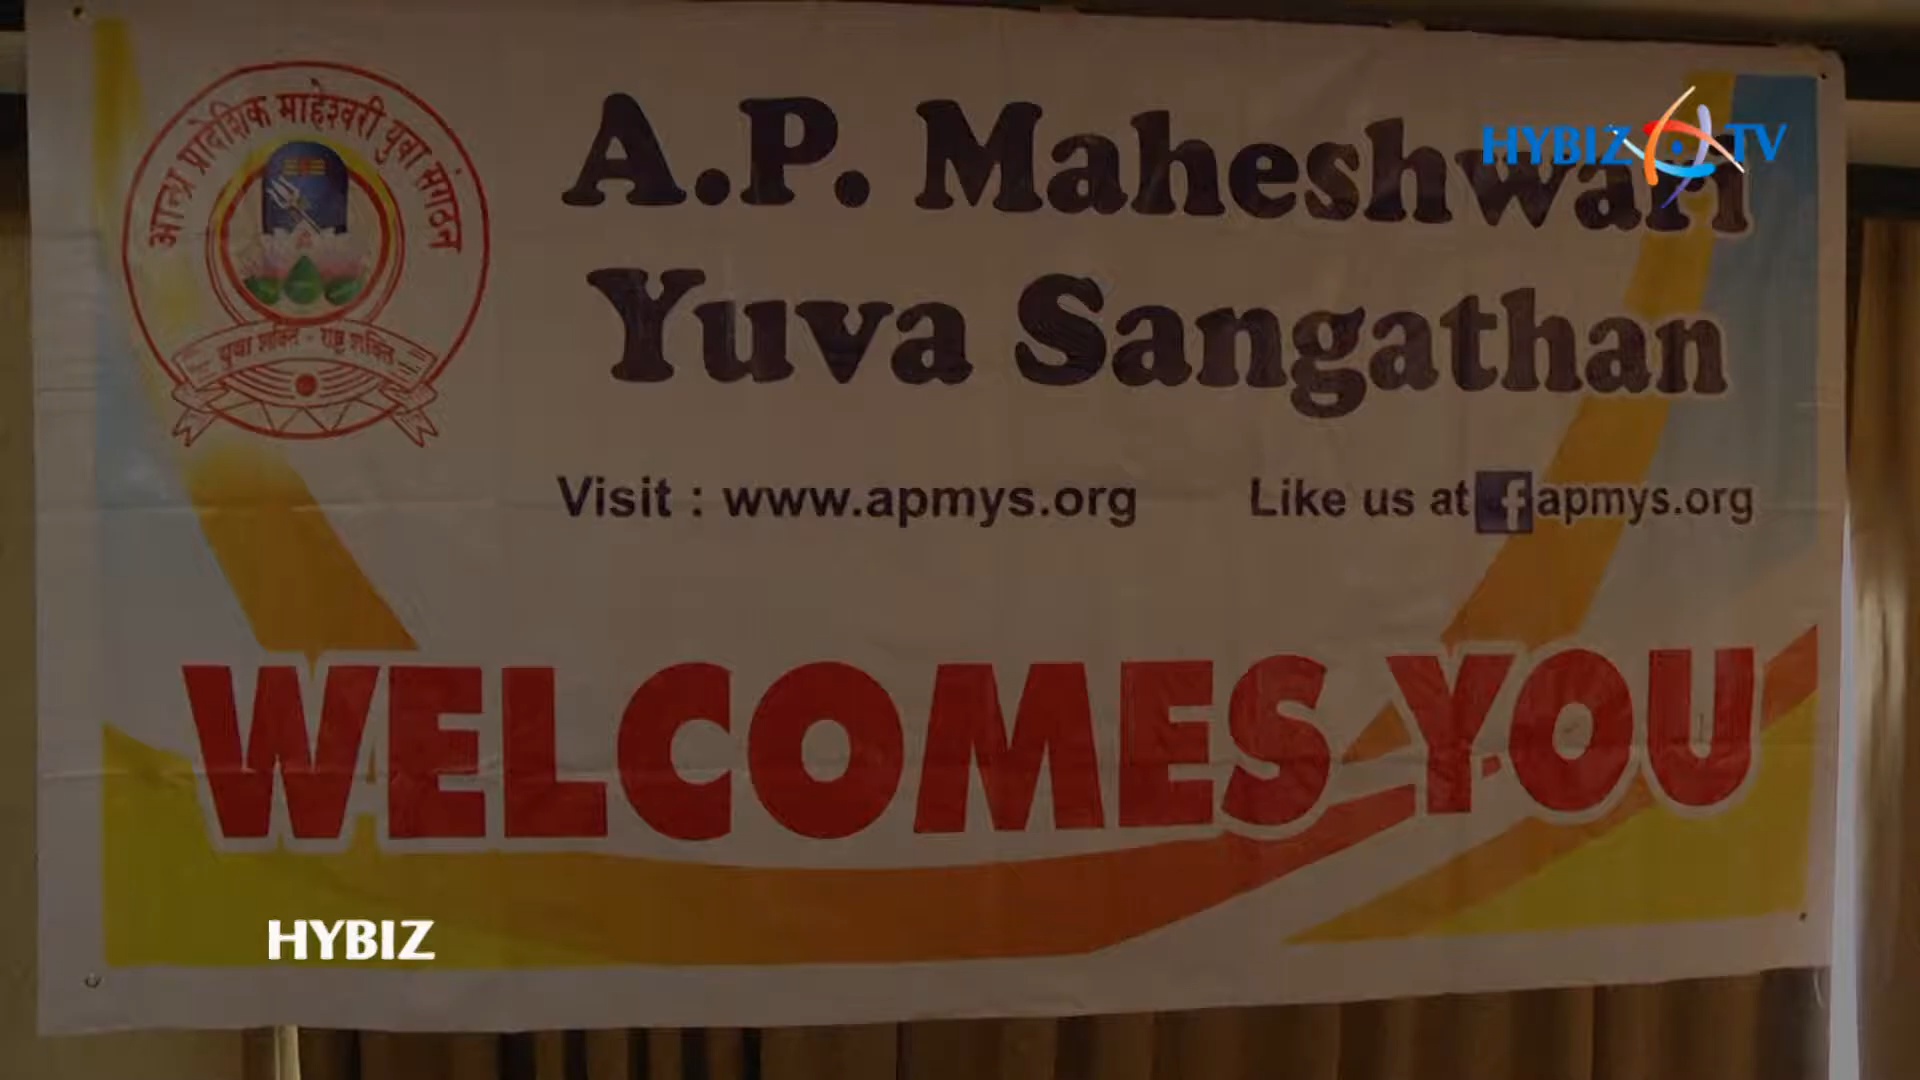 आन्ध्र प्रादेशिक माहेश्वरी युवा संगठन
युवा शक्ति - राष्ट्र शक्ति
A.P. Maheshwari
Yuva Sangathan
HYBIZ TV
Visit : www.apmys.org
Like us at f apmys.org
WELCOMES YOU
HYBIZ